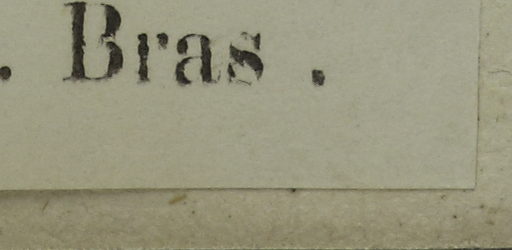 . Bras .